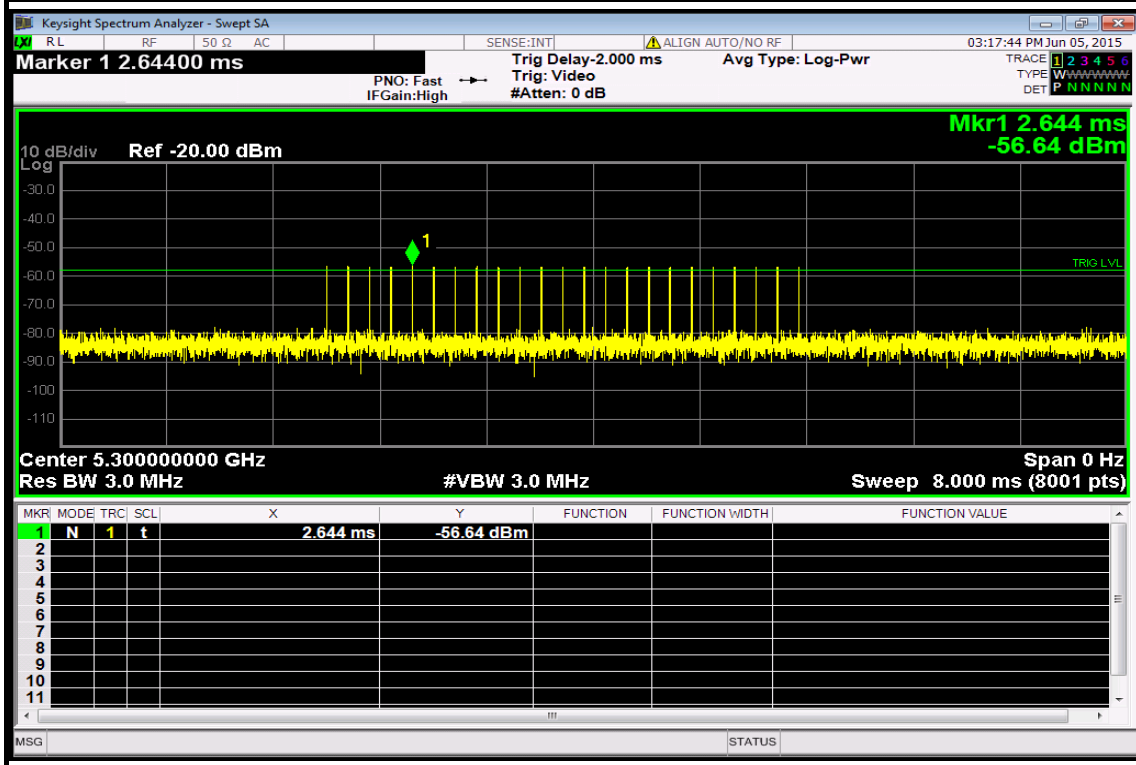 Keysight Spectrum Analyzer - Swept SA
LXI RL RF 50 Ω AC SENSE:INT ALIGN AUTO/NO RF 03:17:44 PM Jun 05, 2015
Marker 1 2.64400 ms
PNO: Fast
IFGain:High
Trig Delay-2.000 ms
Trig: Video
#Atten: 0 dB
Avg Type: Log-Pwr
TRACE 1 2 3 4 5 6
TYPE WWWWWW
DET P N N N N N
Mkr1 2.644 ms
-56.64 dBm
10 dB/div Ref -20.00 dBm
Log
-30.0
-40.0
1
-50.0
TRIG LVL
-60.0
-70.0
-80.0
-90.0
-100
-110
Center 5.300000000 GHz Span 0 Hz
Res BW 3.0 MHz #VBW 3.0 MHz Sweep 8.000 ms (8001 pts)
MKR MODE TRC SCL X Y FUNCTION FUNCTION WIDTH FUNCTION VALUE
1 N 1 t 2.644 ms -56.64 dBm
2
3
4
5
6
7
8
9
10
11
MSG STATUS